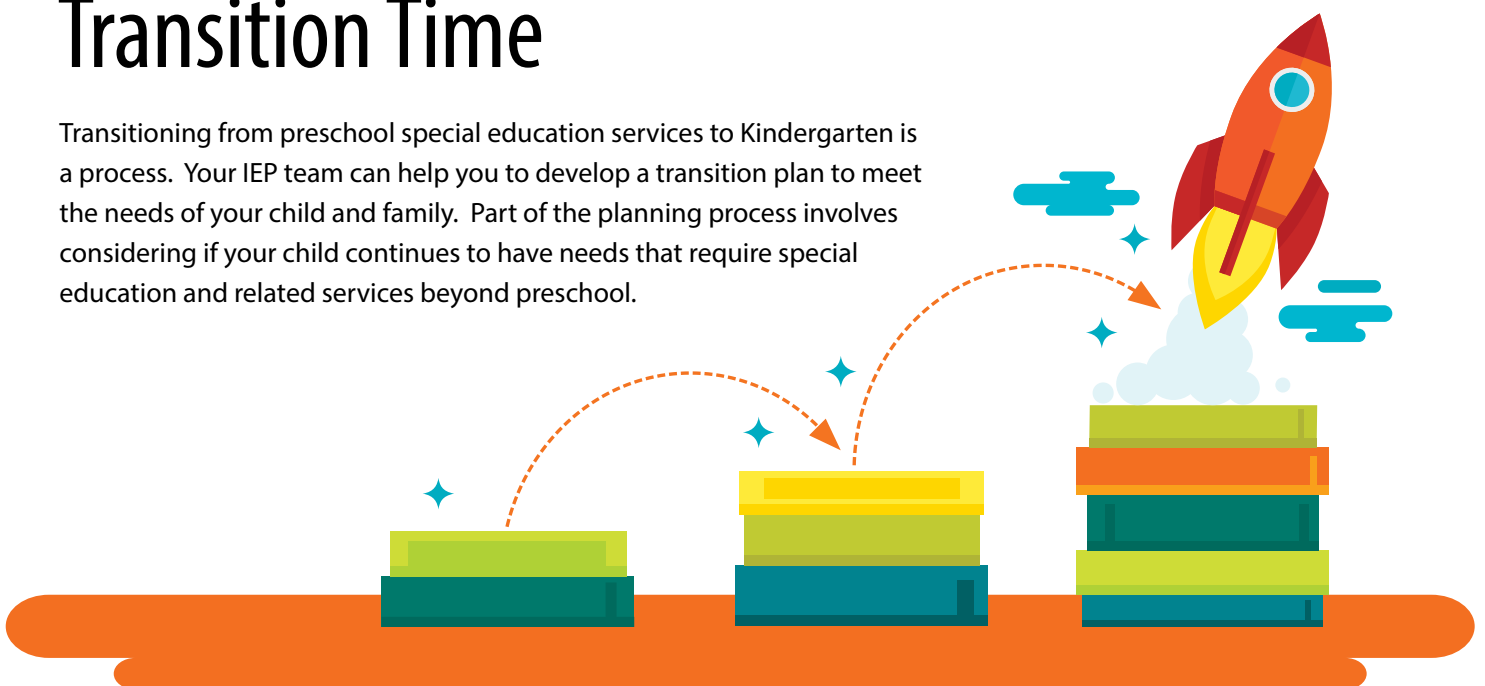 Transition Time
Transitioning from preschool special education services to Kindergarten is
a process.  Your IEP team can help you to develop a transition plan to meet
the needs of your child and family.  Part of the planning process involves
considering if your child continues to have needs that require special
education and related services beyond preschool.